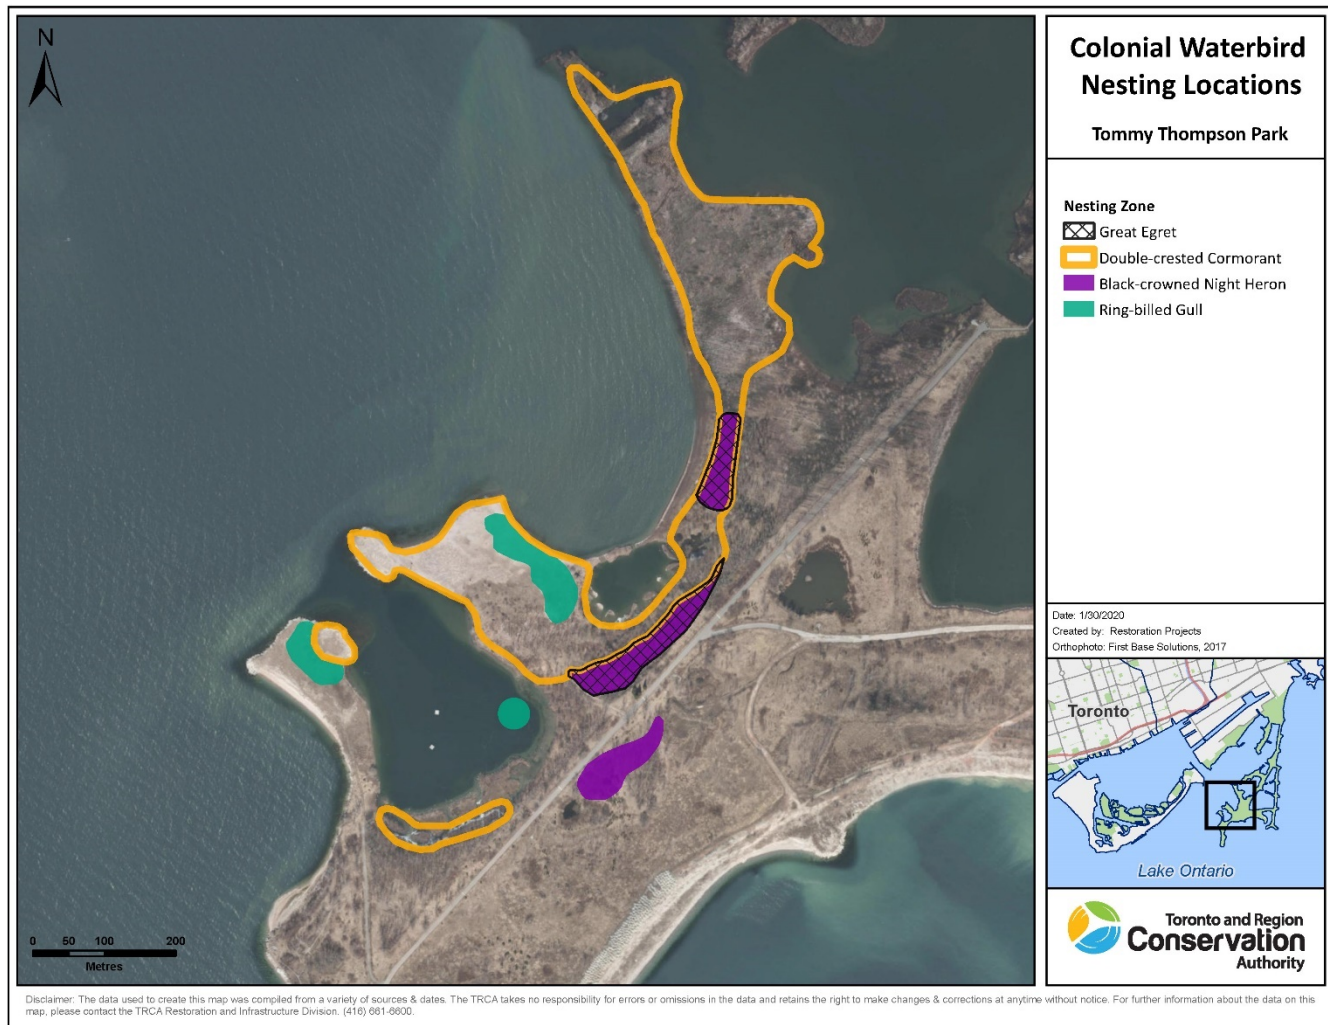 N
Colonial Waterbird
Nesting Locations
Tommy Thompson Park
Nesting Zone
Great Egret
Double-crested Cormorant
Black-crowned Night Heron
Ring-billed Gull
Date: 1/30/2020
Created by: Restoration Projects
Orthophoto: First Base Solutions, 2017
Toronto
Lake Ontario
Toronto and Region
Conservation
Authority
0 50 100 200
Metres
Disclaimer: The data used to create this map was compiled from a variety of sources & dates. The TRCA takes no responsibility for errors or omissions in the data and retains the right to make changes & corrections at anytime without notice. For further information about the data on this
map, please contact the TRCA Restoration and Infrastructure Division. (416) 661-6600.